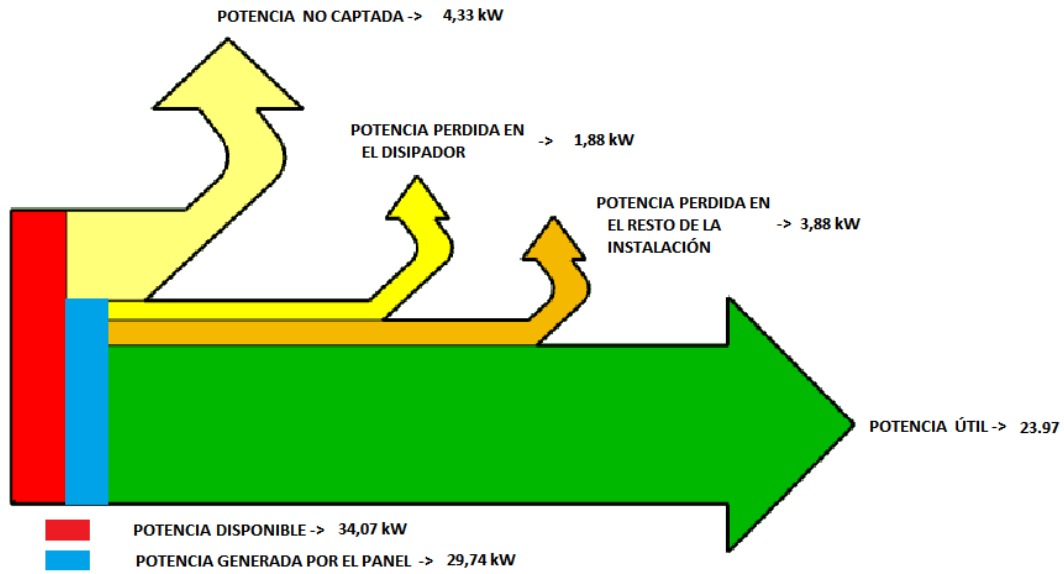 POTENCIA NO CAPTADA -> 4,33 kW
POTENCIA PERDIDA EN
EL DISIPADOR -> 1,88 kW
POTENCIA PERDIDA EN
EL RESTO DE LA
INSTALACIÓN -> 3,88 kW
POTENCIA ÚTIL -> 23.97
POTENCIA DISPONIBLE -> 34,07 kW
POTENCIA GENERADA POR EL PANEL -> 29,74 kW